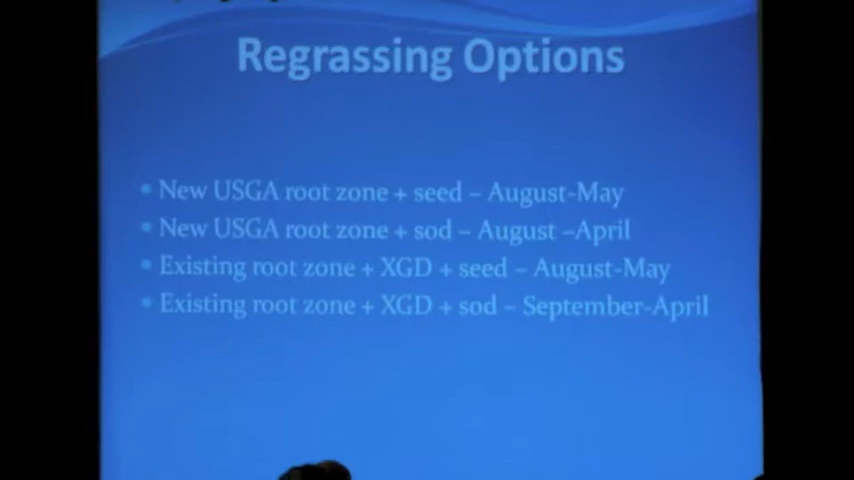 Regrassing Options
• New USGA root zone + seed – August-May
• New USGA root zone + sod – August –April
• Existing root zone + XGD + seed – August-May
• Existing root zone + XGD + sod – September-April